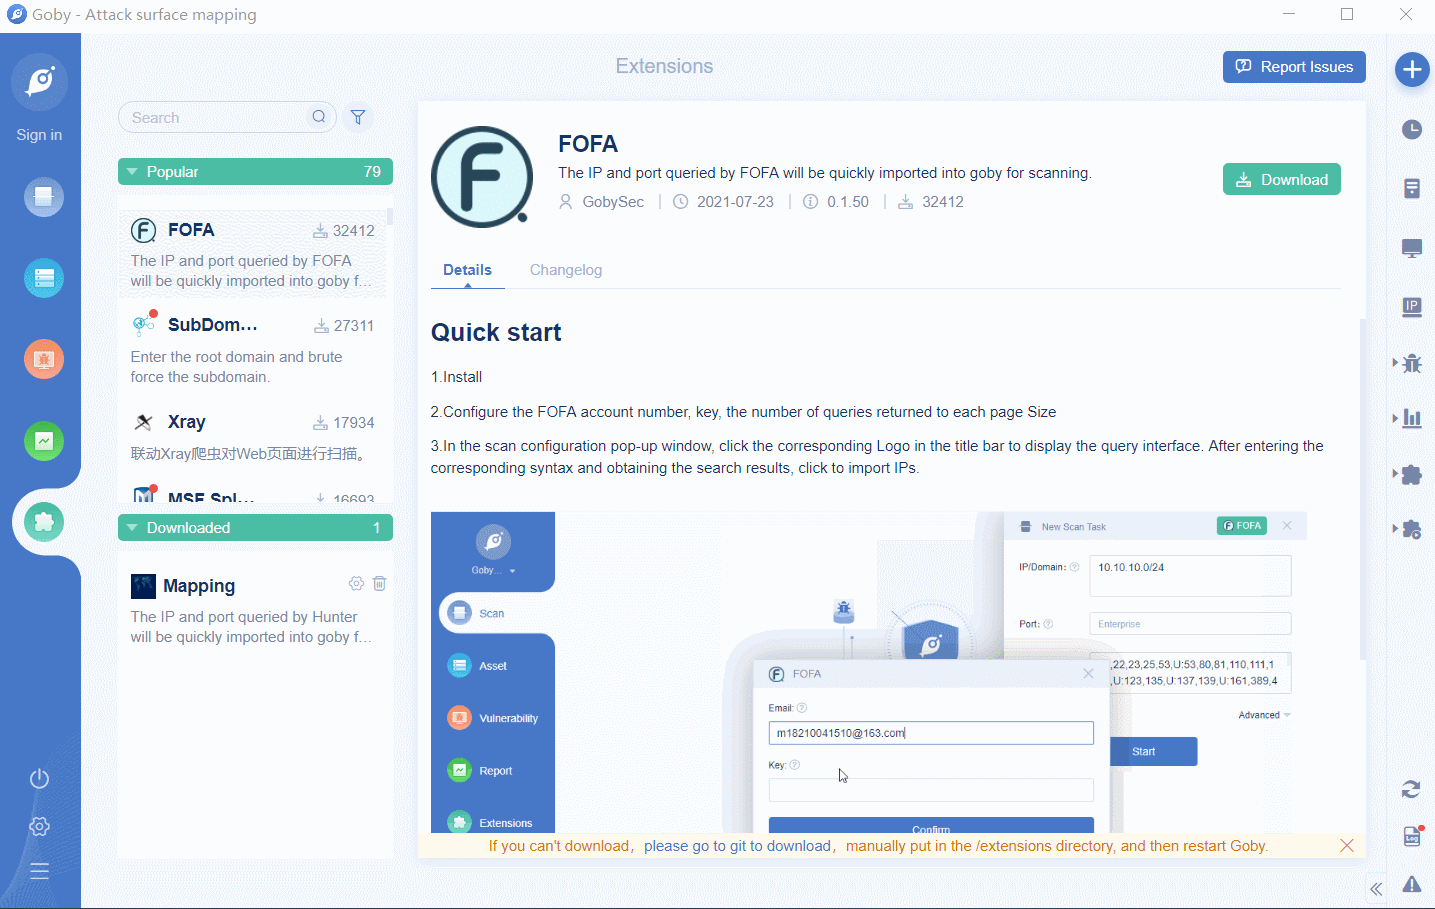 Goby - Attack surface mapping
Extensions
Report Issues
Sign in
Search
Popular 79
FOFA 32412
The IP and port queried by FOFA
will be quickly imported into goby f...
SubDom... 27311
Enter the root domain and brute
force the subdomain.
Xray 17934
联动Xray爬虫对Web页面进行扫描。
MSF Spl... 16693
Downloaded 1
Mapping
The IP and port queried by Hunter
will be quickly imported into goby f...
FOFA
The IP and port queried by FOFA will be quickly imported into goby for scanning.
GobySec | 2021-07-23 | 0.1.50 | 32412
Download
Details Changelog
Quick start
1.Install
2.Configure the FOFA account number, key, the number of queries returned to each page Size
3.In the scan configuration pop-up window, click the corresponding Logo in the title bar to display the query interface. After entering the
corresponding syntax and obtaining the search results, click to import IPs.
Goby...
Scan
Asset
Vulnerability
Report
Extensions
New Scan Task FOFA
IP/Domain: 10.10.10.0/24
Port: Enterprise
,22,23,25,53,U:53,80,81,110,111,1
,U:123,135,U:137,139,U:161,389,4
Advanced
Start
FOFA
Email:
m18210041510@163.com
Key:
Confirm
If you can't download，please go to git to download，manually put in the /extensions directory, and then restart Goby.
IP
LOG